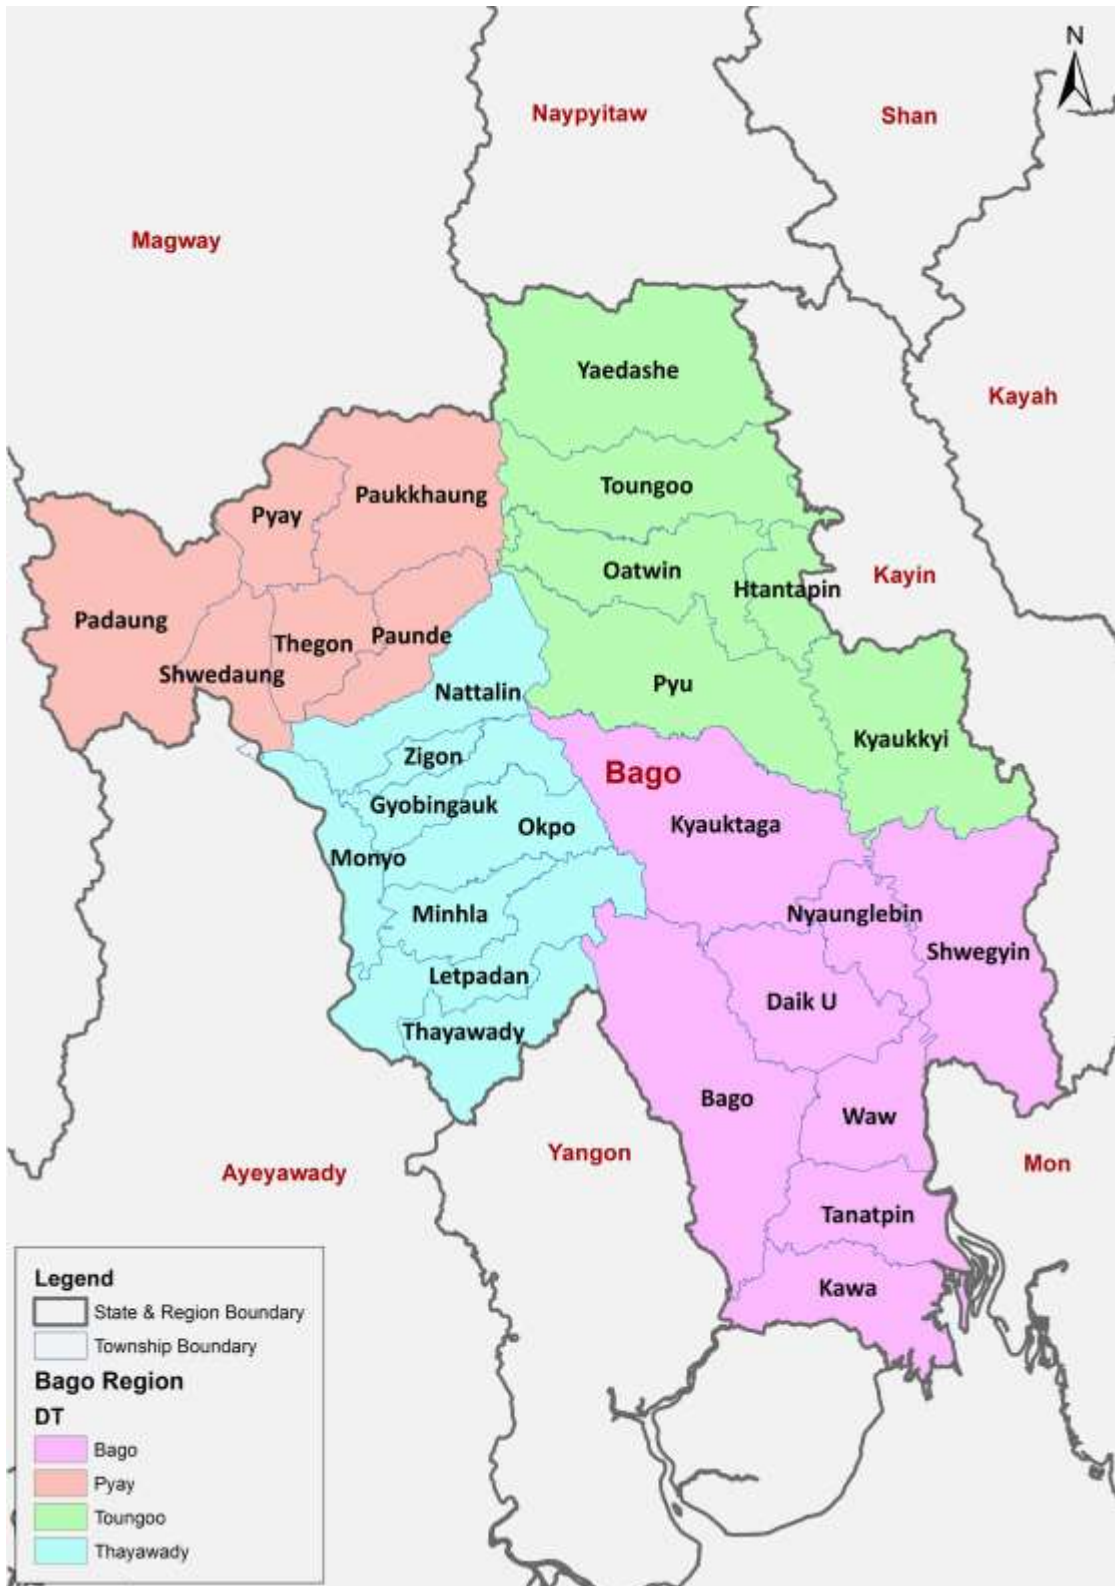 N
Naypyitaw
Shan
Magway
Yaedashe
Kayah
Paukkhaung
Toungoo
Pyay
Oatwin
Kayin
Htantapin
Padaung
Thegon
Paunde
Shwedaung
Nattalin
Pyu
Kyaukkyi
Zigon
Bago
Gyobingauk
Okpo
Kyauktaga
Monyo
Minhla
Nyaunglebin
Shwegyin
Letpadan
Daik U
Thayawady
Bago
Waw
Yangon
Mon
Ayeyawady
Tanatpin
Kawa
Legend
State & Region Boundary
Township Boundary
Bago Region
DT
Bago
Pyay
Toungoo
Thayawady